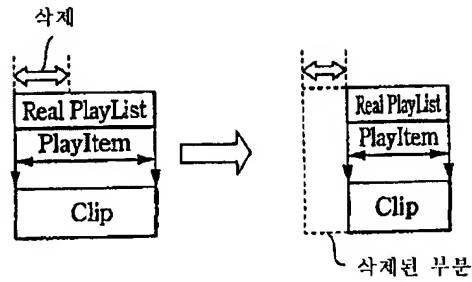 삭제
Real PlayList
PlayItem
Clip
Real PlayList
PlayItem
Clip
삭제된 부분